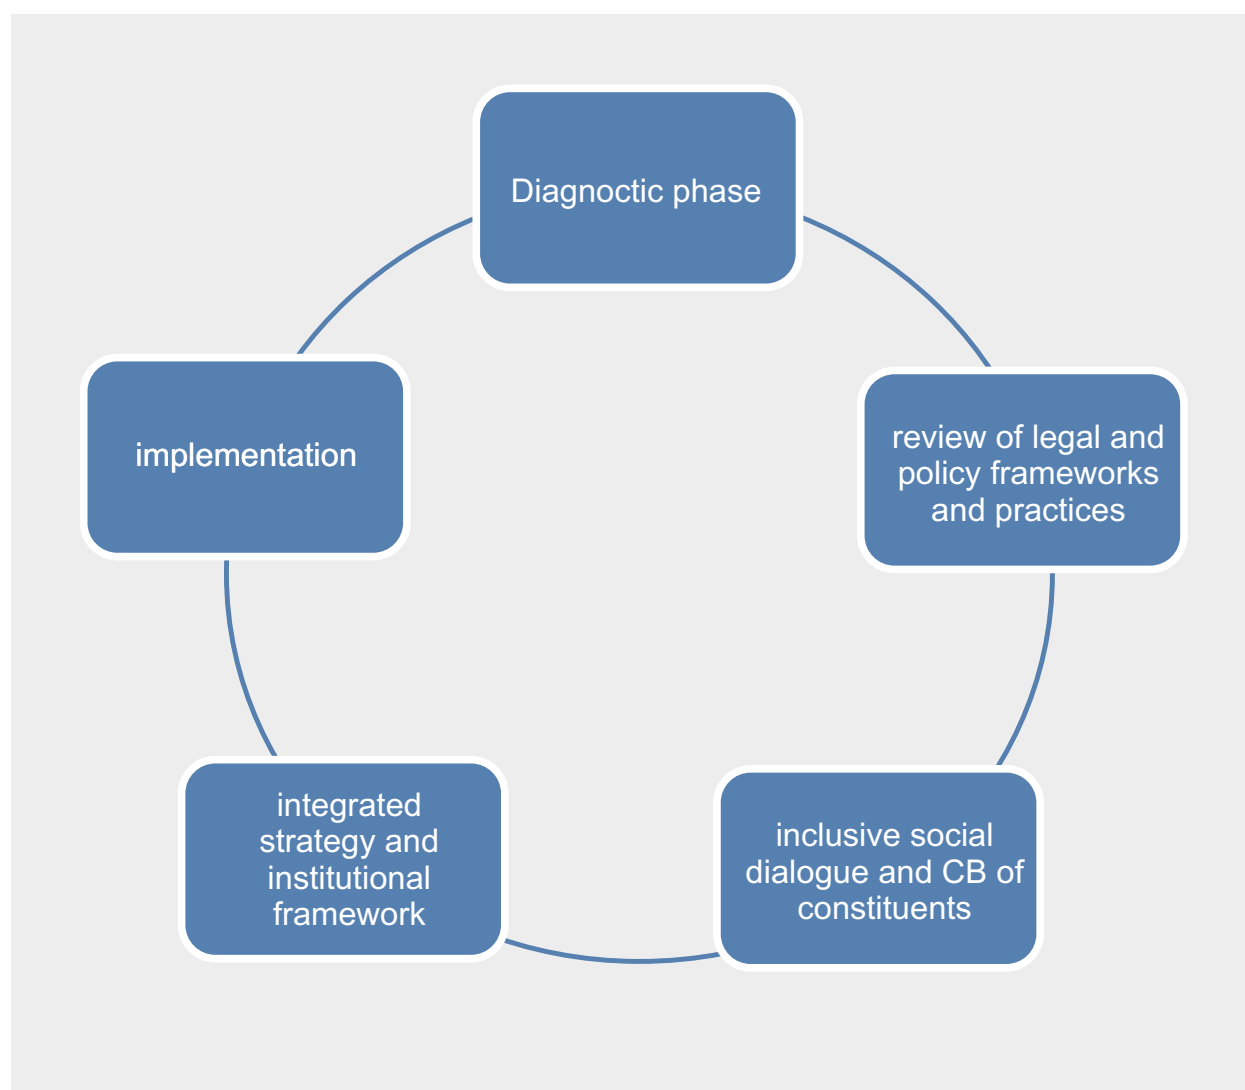 Diagnoctic phase
review of legal and
policy frameworks
and practices
inclusive social
dialogue and CB of
constituents
integrated
strategy and
institutional
framework
implementation